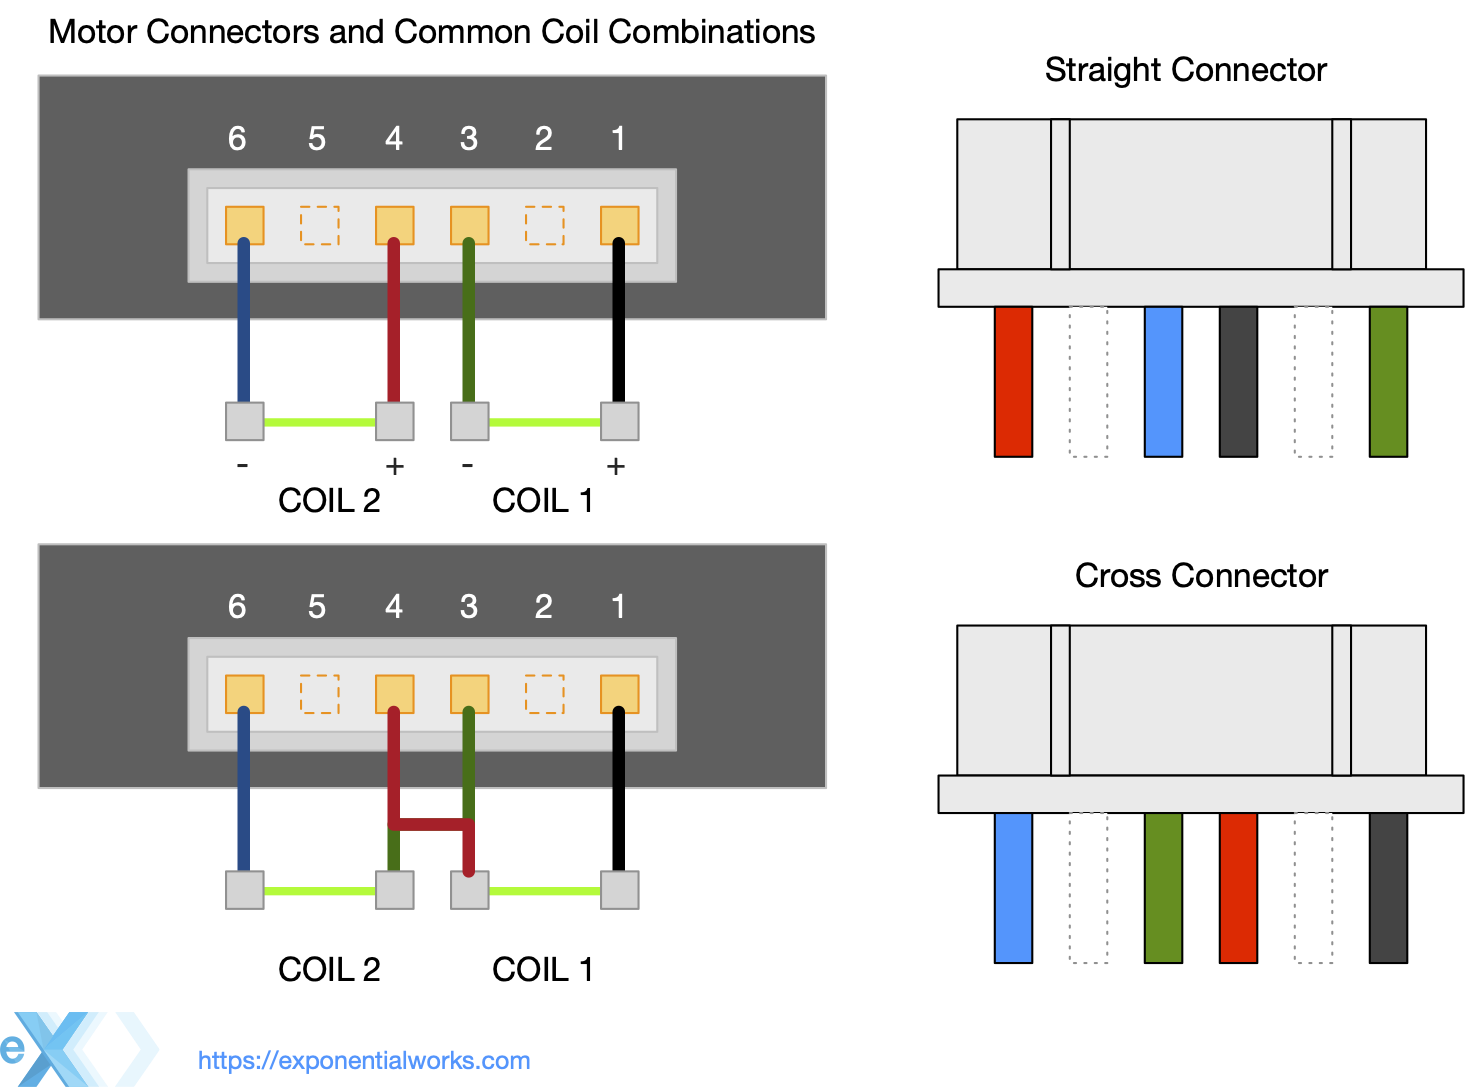 Motor Connectors and Common Coil Combinations
Straight Connector
6 5 4 3 2 1
- + - +
COIL 2 COIL 1
Cross Connector
6 5 4 3 2 1
COIL 2 COIL 1
eX
https://exponentialworks.com